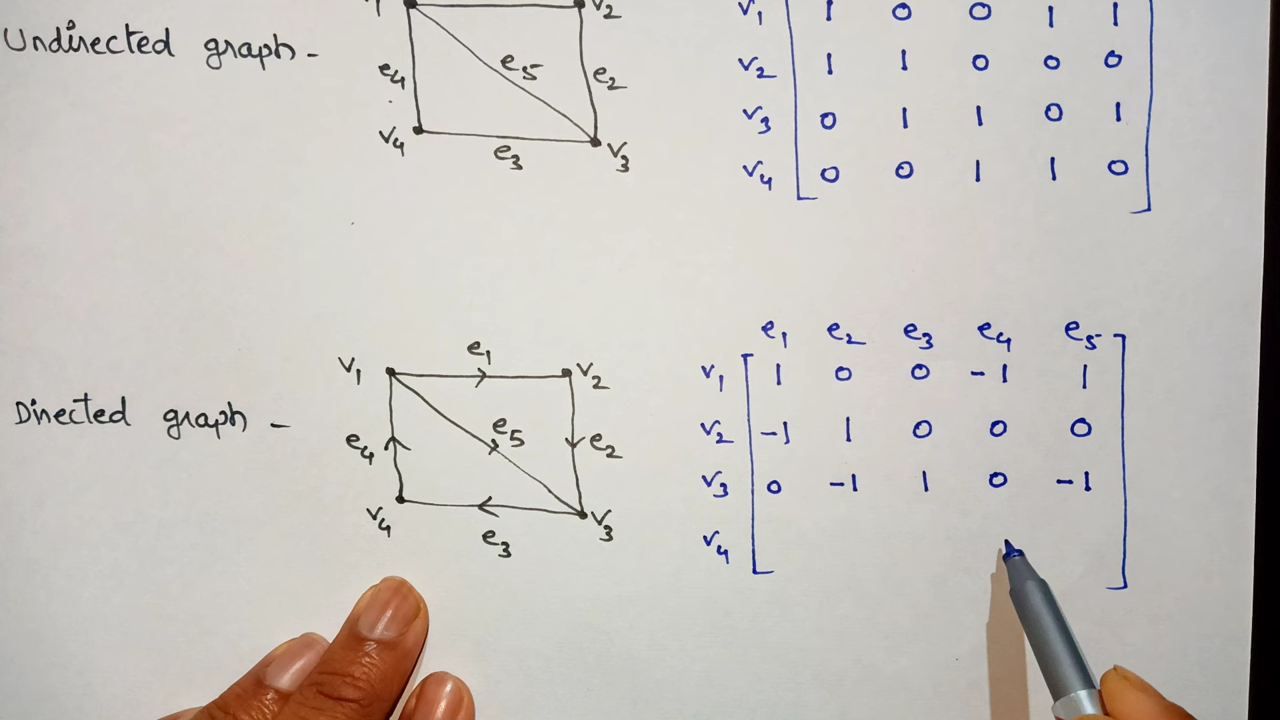 v2
Undirected graph -
e4
e5
e2
v4
e3
v3
v1 1 0 0 1 1
v2 1 1 0 0 0
v3 0 1 1 0 1
v4 0 0 1 1 0
Directed graph -
v1
e1
v2
e4
e5
e2
v4
e3
v3
e1 e2 e3 e4 e5
v1 1 0 0 -1 1
v2 -1 1 0 0 0
v3 0 -1 1 0 -1
v4